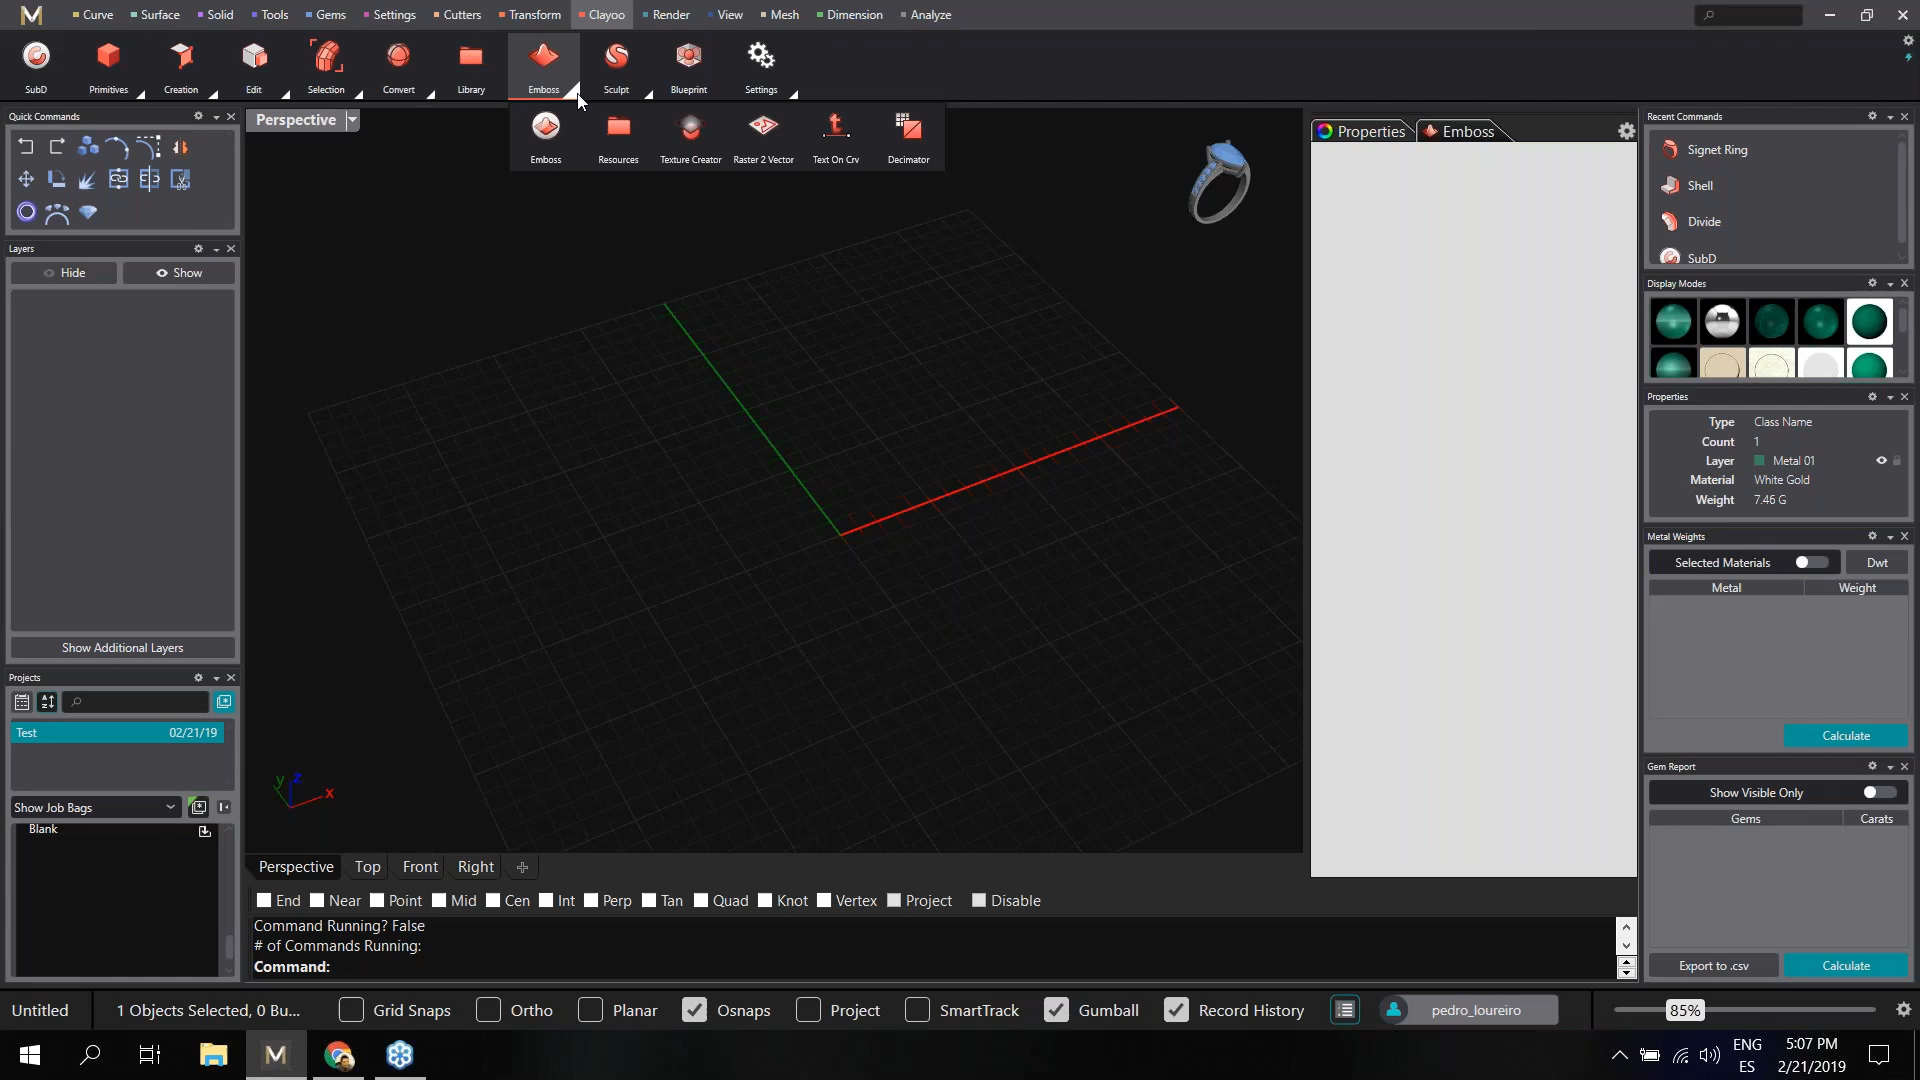 M Curve Surface Solid Tools Gems Settings Cutters Transform Clayoo Render View Mesh Dimension Analyze
SubD Primitives Creation Edit Selection Convert Library Emboss Sculpt Blueprint Settings
Emboss Resources Texture Creator Raster 2 Vector Text On Crv Decimator
Quick Commands
Layers
Hide Show
Show Additional Layers
Projects
Test 02/21/19
Show Job Bags
Blank
Perspective
y z x
Perspective Top Front Right
End Near Point Mid Cen Int Perp Tan Quad Knot Vertex Project Disable
Command Running? False
# of Commands Running:
Command:
Properties Emboss
Recent Commands
Signet Ring
Shell
Divide
SubD
Display Modes
Properties
Type Class Name
Count 1
Layer Metal 01
Material White Gold
Weight 7.46 G
Metal Weights
Selected Materials Dwt
Metal Weight
Calculate
Gem Report
Show Visible Only
Gems Carats
Export to .csv Calculate
Untitled 1 Objects Selected, 0 Bu... Grid Snaps Ortho Planar Osnaps Project SmartTrack Gumball Record History pedro_loureiro 85%
M ENG 5:07 PM
ES 2/21/2019